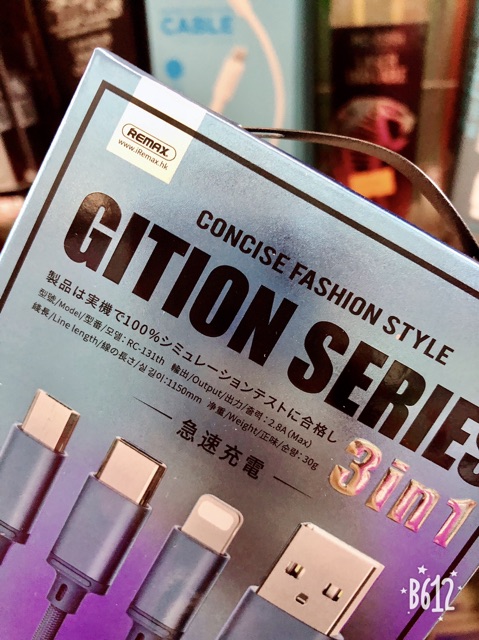 CABLE
REMAX
www.iRemax.hk
CONCISE FASHION STYLE
GITION SERIES
製品は実機で100%シミュレーションテストに合格し
型號/Model/型番/모델: RC-131th 輸出/Output/出力/출력: 2.8A (Max)
綫長/Line length/線の長さ/실 길이:1150mm 净重/Weight/正味/순량: 30g
急速充電
3in1
B612